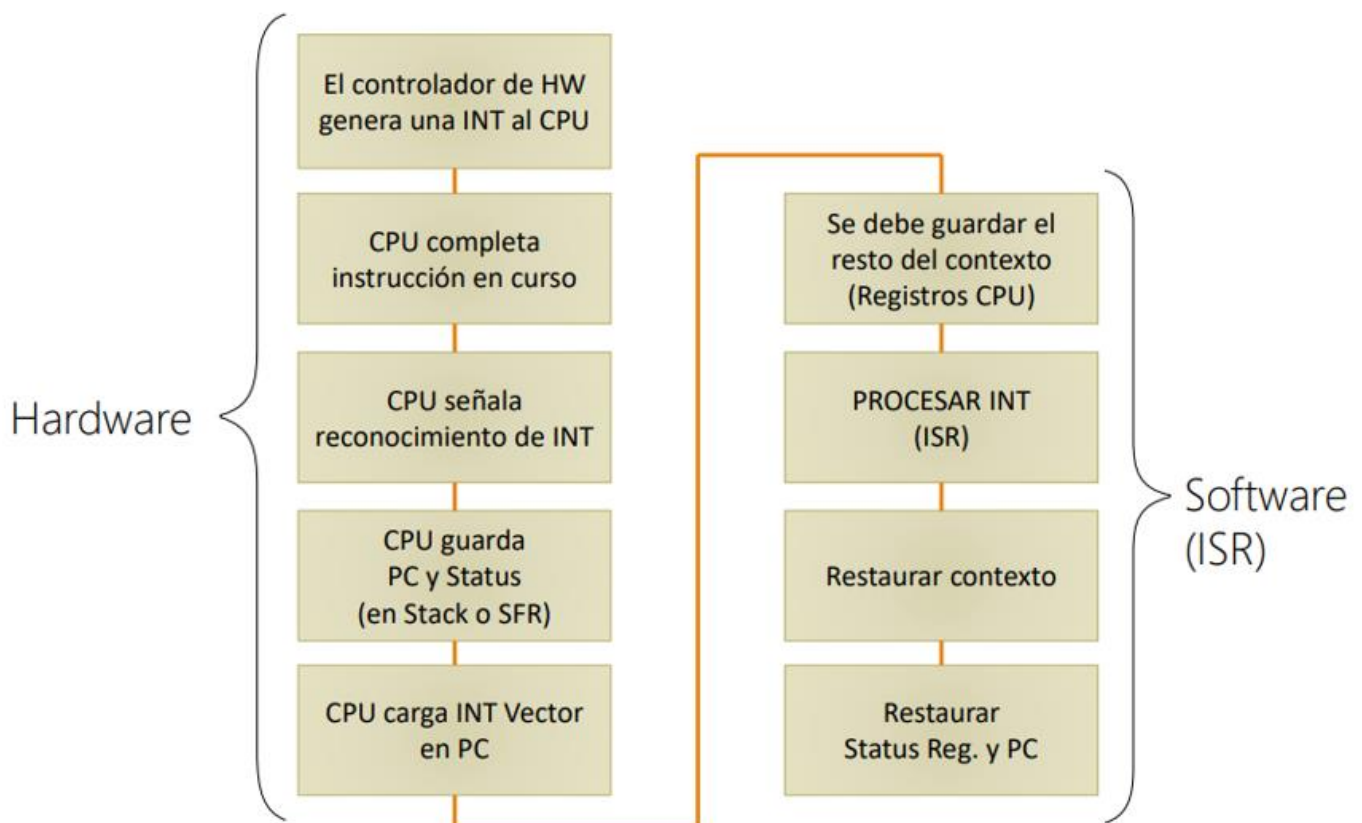 Hardware
El controlador de HW
genera una INT al CPU
CPU completa
instrucción en curso
CPU señala
reconocimiento de INT
CPU guarda
PC y Status
(en Stack o SFR)
CPU carga INT Vector
en PC
Se debe guardar el
resto del contexto
(Registros CPU)
PROCESAR INT
(ISR)
Restaurar contexto
Restaurar
Status Reg. y PC
Software
(ISR)